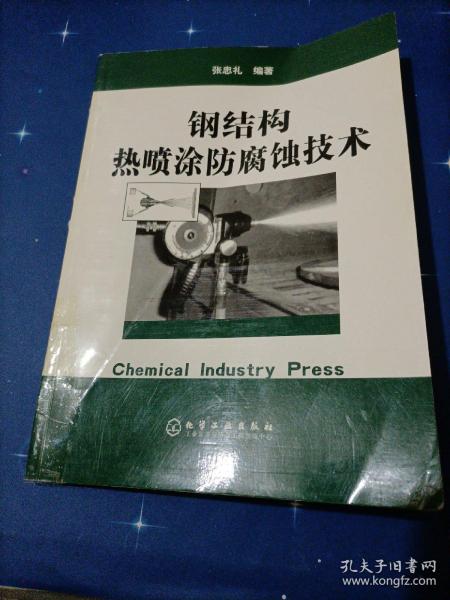 张忠礼 编著
钢结构
热喷涂防腐蚀技术
Chemical Industry Press
化学工业出版社
孔夫子旧书网
www.kongfz.com